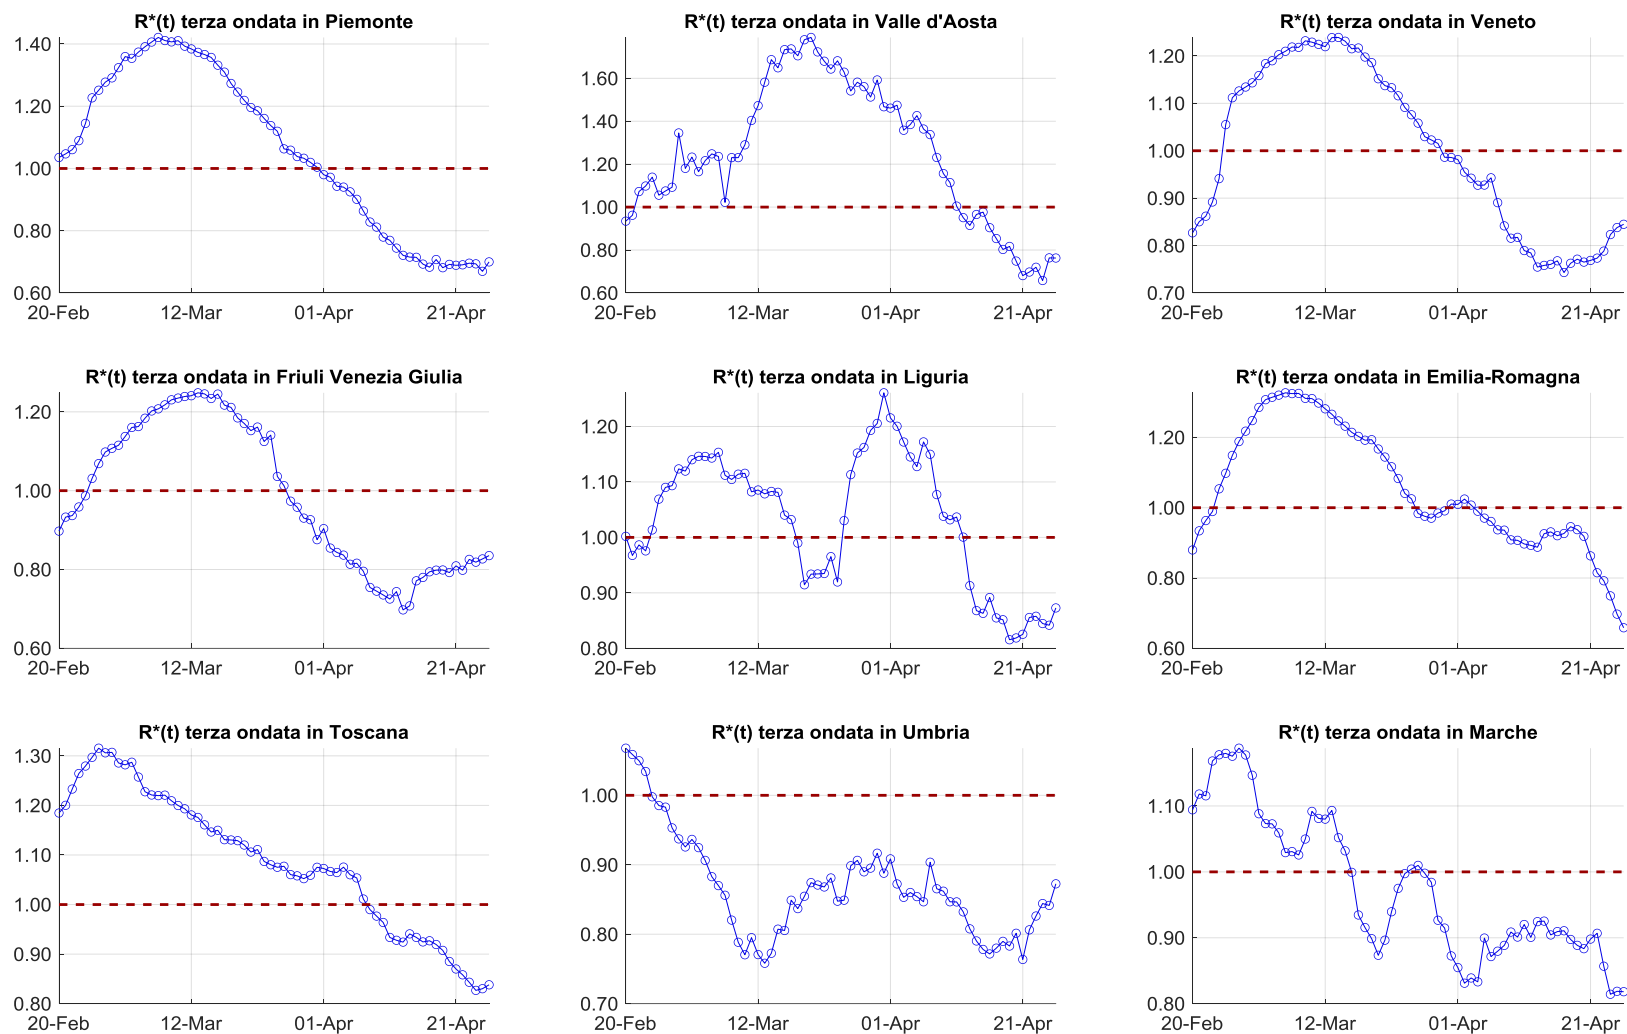 R*(t) terza ondata in Piemonte
1.40
1.20
1.00
0.80
0.60
20-Feb 12-Mar 01-Apr 21-Apr
R*(t) terza ondata in Valle d'Aosta
1.60
1.40
1.20
1.00
0.80
0.60
20-Feb 12-Mar 01-Apr 21-Apr
R*(t) terza ondata in Veneto
1.20
1.10
1.00
0.90
0.80
0.70
20-Feb 12-Mar 01-Apr 21-Apr
R*(t) terza ondata in Friuli Venezia Giulia
1.20
1.00
0.80
0.60
20-Feb 12-Mar 01-Apr 21-Apr
R*(t) terza ondata in Liguria
1.20
1.10
1.00
0.90
0.80
20-Feb 12-Mar 01-Apr 21-Apr
R*(t) terza ondata in Emilia-Romagna
1.20
1.00
0.80
0.60
20-Feb 12-Mar 01-Apr 21-Apr
R*(t) terza ondata in Toscana
1.30
1.20
1.10
1.00
0.90
0.80
20-Feb 12-Mar 01-Apr 21-Apr
R*(t) terza ondata in Umbria
1.00
0.90
0.80
0.70
20-Feb 12-Mar 01-Apr 21-Apr
R*(t) terza ondata in Marche
1.10
1.00
0.90
0.80
20-Feb 12-Mar 01-Apr 21-Apr